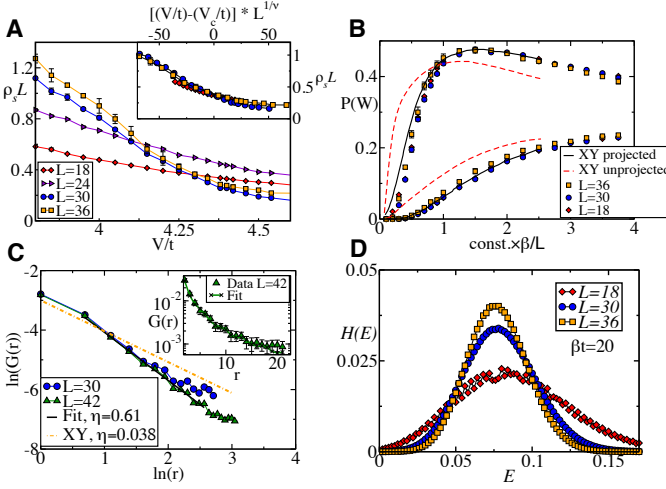 A
[(V/t)-(V_c/t)] * L^{1/ν}
-50 0 50
1
0.5
0
ρ_sL
1.2
0.8
0.4
0
ρ_sL
L=18
L=24
L=30
L=36
4 4.25 4.5
V/t
B
0.4
0.2
0
P(W)
XY projected
XY unprojected
L=36
L=30
L=18
0 1 2 3 4
const.×β/L
C
-2
-4
-6
-8
ln(G(r))
Data L=42
Fit
10^{-2}
10^{-3}
G(r)
10 20
r
L=30
L=42
Fit, η=0.61
XY, η=0.038
0 1 2 3 4
ln(r)
D
0.05
0.025
0
H(E)
L=18
L=30
L=36
βt=20
0 0.05 0.1 0.15
E